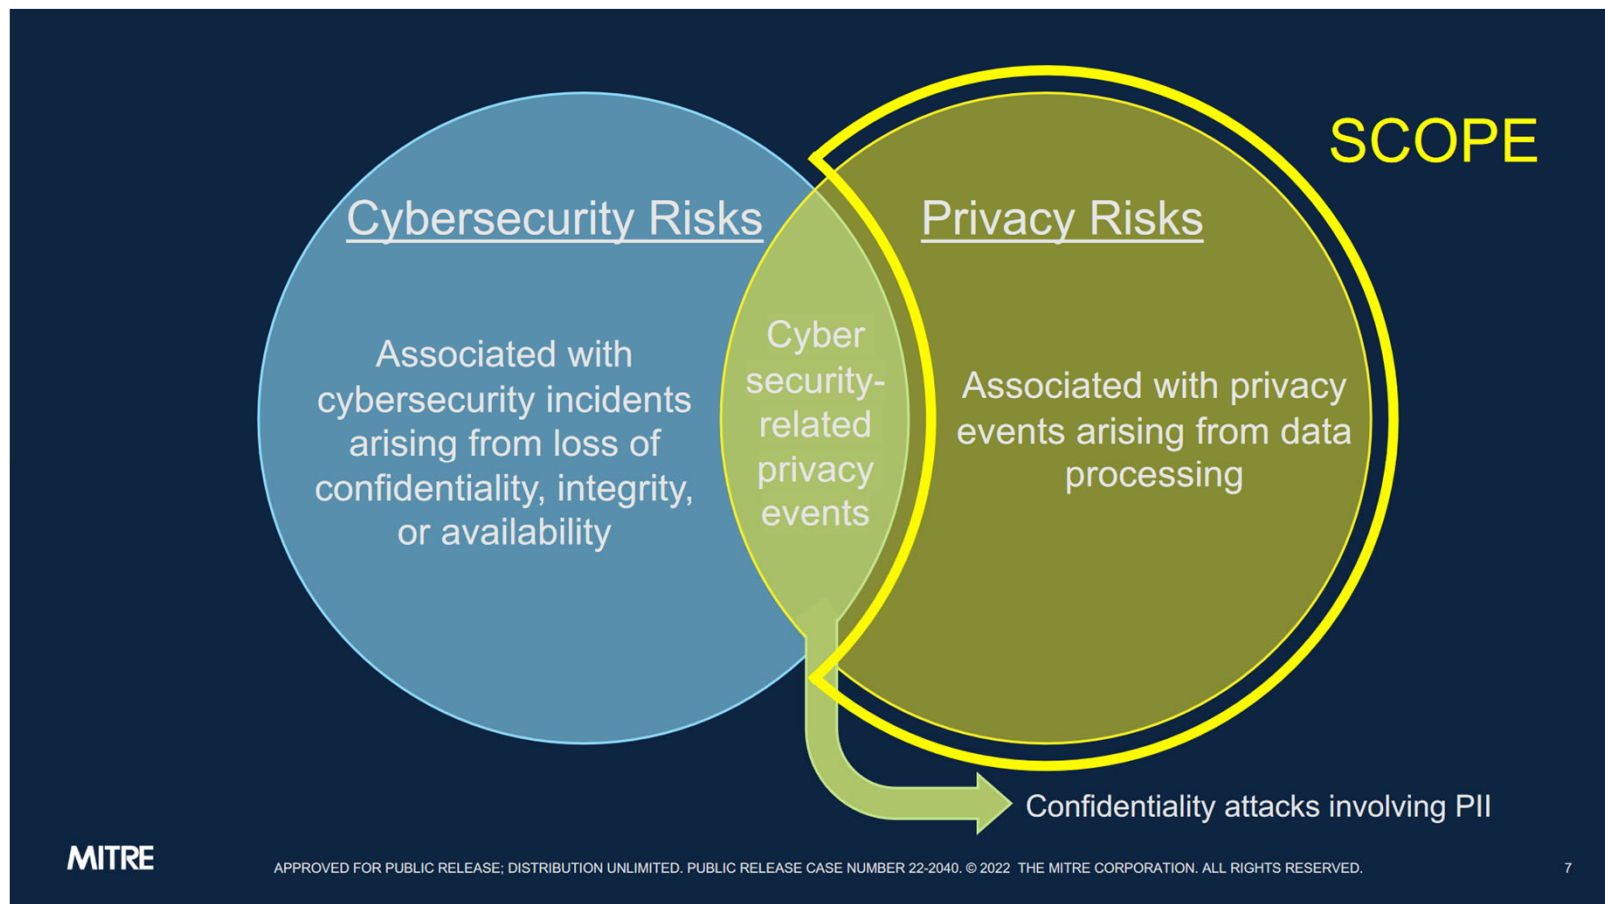 SCOPE
Cybersecurity Risks
Privacy Risks
Associated with
cybersecurity incidents
arising from loss of
confidentiality, integrity,
or availability
Cyber
security-
related
privacy
events
Associated with privacy
events arising from data
processing
Confidentiality attacks involving PII
MITRE
APPROVED FOR PUBLIC RELEASE; DISTRIBUTION UNLIMITED. PUBLIC RELEASE CASE NUMBER 22-2040. © 2022 THE MITRE CORPORATION. ALL RIGHTS RESERVED.
7